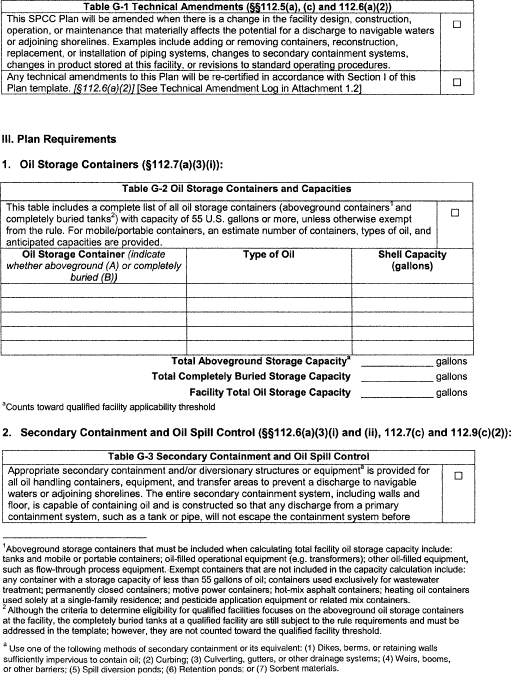 Table G-1 Technical Amendments (§§112.5(a), (c) and 112.6(a)(2))
This SPCC Plan will be amended when there is a change in the facility design, construction,
operation, or maintenance that materially affects the potential for a discharge to navigable waters
or adjoining shorelines. Examples include adding or removing containers, reconstruction,
replacement, or installation of piping systems, changes to secondary containment systems,
changes in product stored at this facility, or revisions to standard operating procedures.
☐
Any technical amendments to this Plan will be re-certified in accordance with Section I of this
Plan template. [§112.6(a)(2)] [See Technical Amendment Log in Attachment 1.2]
☐
III. Plan Requirements
1. Oil Storage Containers (§112.7(a)(3)(i)):
Table G-2 Oil Storage Containers and Capacities
This table includes a complete list of all oil storage containers (aboveground containers¹ and
completely buried tanks²) with capacity of 55 U.S. gallons or more, unless otherwise exempt
from the rule. For mobile/portable containers, an estimate number of containers, types of oil, and
anticipated capacities are provided.
☐
Oil Storage Container (indicate
whether aboveground (A) or completely
buried (B))
Type of Oil
Shell Capacity
(gallons)
Total Aboveground Storage Capacityᵃ ________ gallons
Total Completely Buried Storage Capacity ________ gallons
Facility Total Oil Storage Capacity ________ gallons
ᵃCounts toward qualified facility applicability threshold
2. Secondary Containment and Oil Spill Control (§§112.6(a)(3)(i) and (ii), 112.7(c) and 112.9(c)(2)):
Table G-3 Secondary Containment and Oil Spill Control
Appropriate secondary containment and/or diversionary structures or equipmentᵃ is provided for
all oil handling containers, equipment, and transfer areas to prevent a discharge to navigable
waters or adjoining shorelines. The entire secondary containment system, including walls and
floor, is capable of containing oil and is constructed so that any discharge from a primary
containment system, such as a tank or pipe, will not escape the containment system before
☐
¹Aboveground storage containers that must be included when calculating total facility oil storage capacity include:
tanks and mobile or portable containers; oil-filled operational equipment (e.g. transformers); other oil-filled equipment,
such as flow-through process equipment. Exempt containers that are not included in the capacity calculation include:
any container with a storage capacity of less than 55 gallons of oil; containers used exclusively for wastewater
treatment; permanently closed containers; motive power containers; hot-mix asphalt containers; heating oil containers
used solely at a single-family residence; and pesticide application equipment or related mix containers.
² Although the criteria to determine eligibility for qualified facilities focuses on the aboveground oil storage containers
at the facility, the completely buried tanks at a qualified facility are still subject to the rule requirements and must be
addressed in the template; however, they are not counted toward the qualified facility threshold.
ᵃ Use one of the following methods of secondary containment or its equivalent: (1) Dikes, berms, or retaining walls
sufficiently impervious to contain oil; (2) Curbing; (3) Culverting, gutters, or other drainage systems; (4) Weirs, booms,
or other barriers; (5) Spill diversion ponds; (6) Retention ponds; or (7) Sorbent materials.